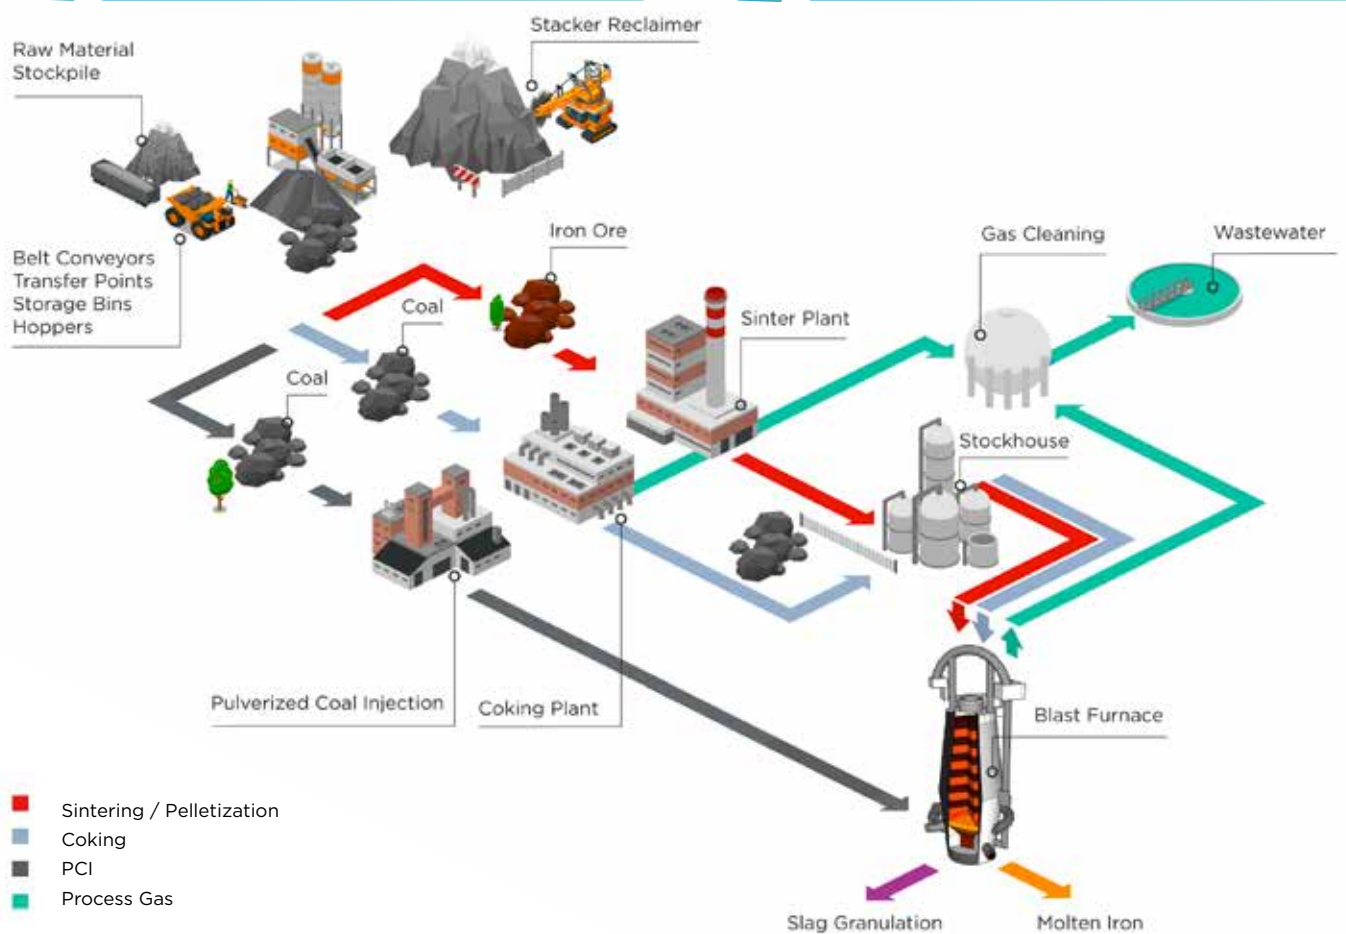 Stacker Reclaimer
Raw Material
Stockpile
Belt Conveyors
Transfer Points
Storage Bins
Hoppers
Iron Ore
Gas Cleaning
Wastewater
Coal
Sinter Plant
Coal
Stockhouse
Pulverized Coal Injection
Coking Plant
Blast Furnace
Sintering / Pelletization
Coking
PCI
Process Gas
Slag Granulation
Molten Iron